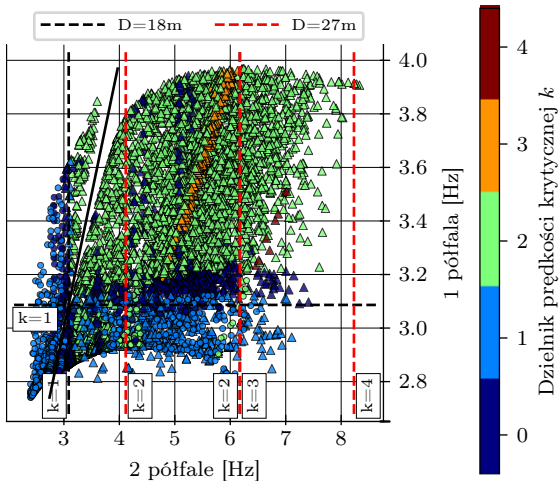 D=18m D=27m
4.0
3.8
3.6
3.4
3.2
3.0
2.8
1 półfala [Hz]
k=1
k=1
k=2
k=2
k=3
k=4
3 4 5 6 7 8
2 półfale [Hz]
4
3
2
1
0
Dzielnik prędkości krytycznej k